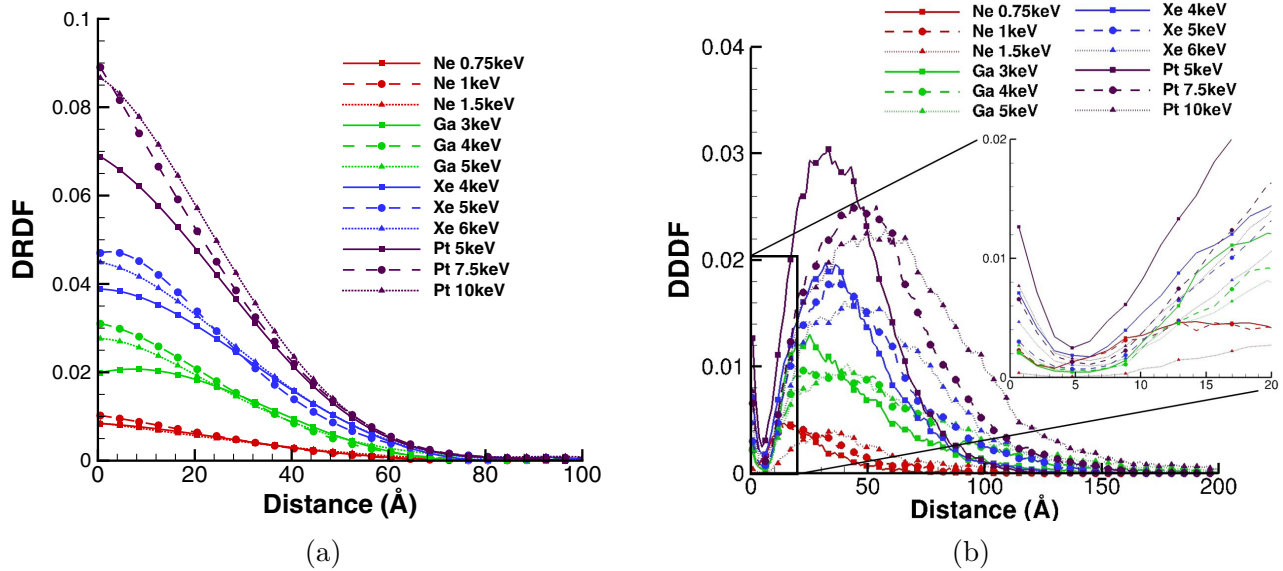 0.1
0.08
0.06
0.04
0.02
0
DRDF
0 20 40 60 80 100
Distance (Å)
Ne 0.75keV
Ne 1keV
Ne 1.5keV
Ga 3keV
Ga 4keV
Ga 5keV
Xe 4keV
Xe 5keV
Xe 6keV
Pt 5keV
Pt 7.5keV
Pt 10keV
(a)
Ne 0.75keV
Ne 1keV
Ne 1.5keV
Ga 3keV
Ga 4keV
Ga 5keV
Xe 4keV
Xe 5keV
Xe 6keV
Pt 5keV
Pt 7.5keV
Pt 10keV
0.04
0.03
0.02
0.01
0
DDDF
0 50 100 150 200
Distance (Å)
0.02
0.01
0
5 10 15 20
(b)